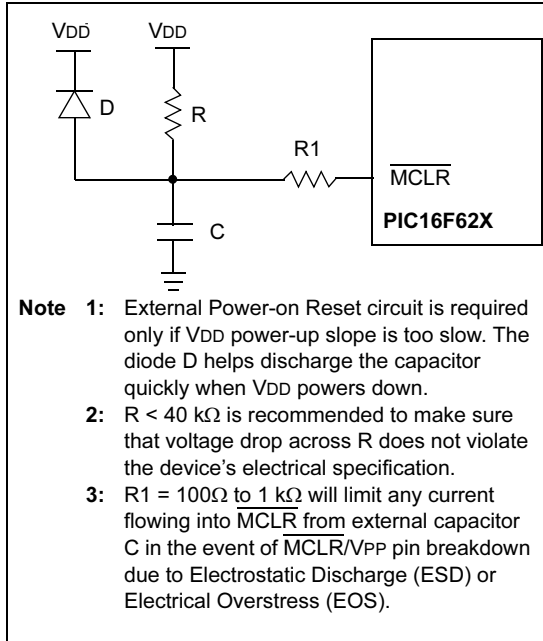 VDD VDD
D
R
R1
MCLR
PIC16F62X
C
Note 1: External Power-on Reset circuit is required
only if VDD power-up slope is too slow. The
diode D helps discharge the capacitor
quickly when VDD powers down.
2: R < 40 kΩ is recommended to make sure
that voltage drop across R does not violate
the device's electrical specification.
3: R1 = 100Ω to 1 kΩ will limit any current
flowing into MCLR from external capacitor
C in the event of MCLR/VPP pin breakdown
due to Electrostatic Discharge (ESD) or
Electrical Overstress (EOS).